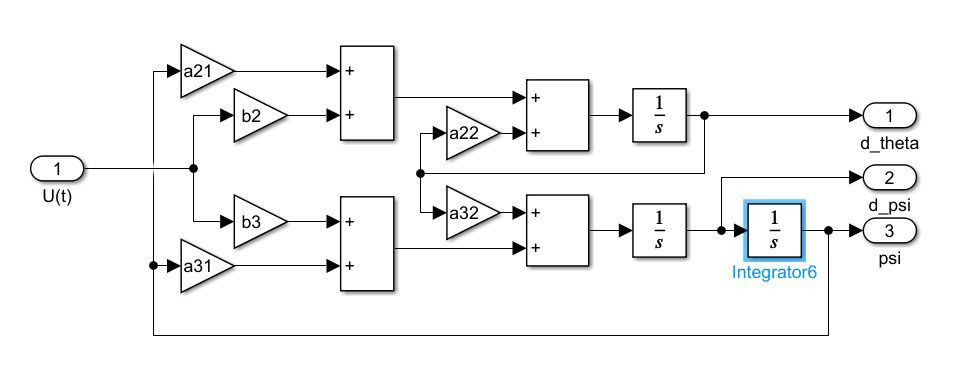 a21
+
b2
+
+
a22
+
1
s
1
d_theta
1
U(t)
2
d_psi
b3
+
a31
+
a32
+
+
1
s
1
s
Integrator6
3
psi